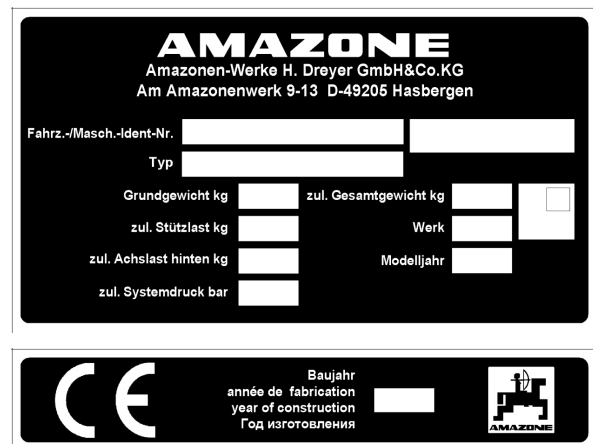 AMAZONE
Amazonen-Werke H. Dreyer GmbH&Co.KG
Am Amazonenwerk 9-13 D-49205 Hasbergen
Fahrz.-/Masch.-Ident-Nr.
Typ
Grundgewicht kg zul. Gesamtgewicht kg
zul. Stützlast kg Werk
zul. Achslast hinten kg Modelljahr
zul. Systemdruck bar
CE
Baujahr
année de fabrication
year of construction
Год изготовления
AMAZONE